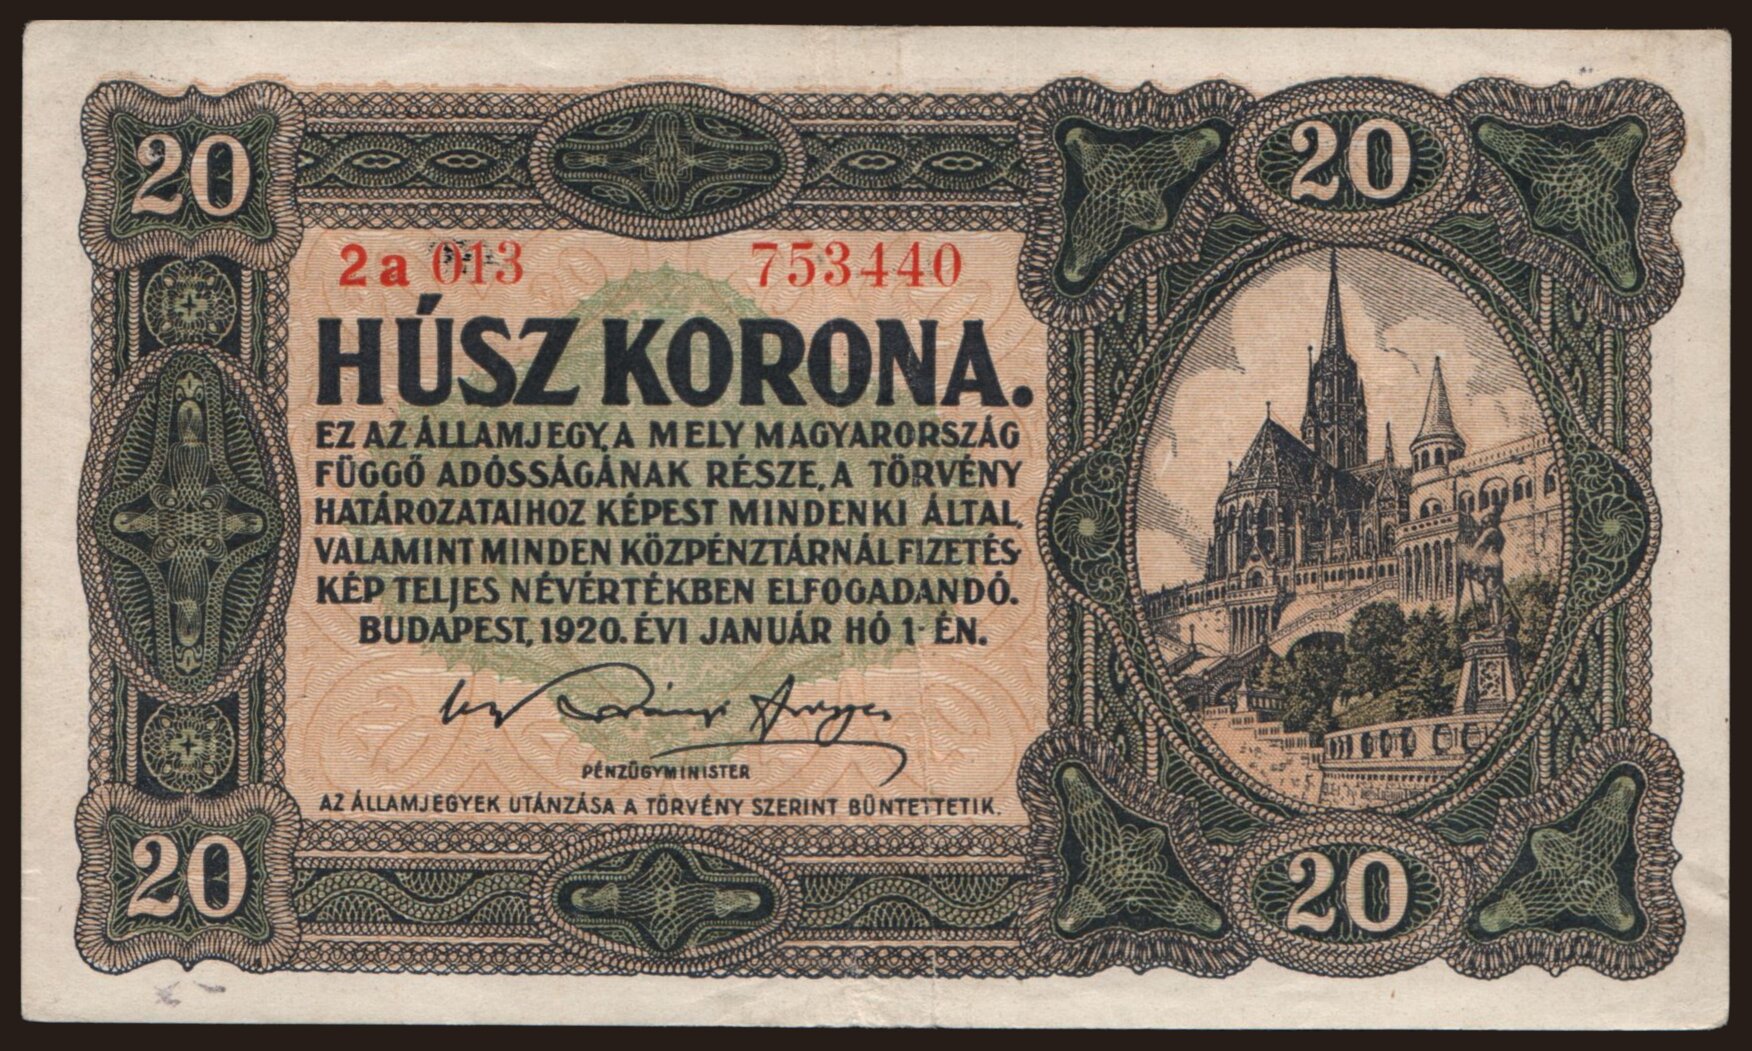 20 20
2a 013 753440
HÚSZ KORONA.
EZ AZ ÁLLAMJEGY, A MELY MAGYARORSZÁG
FÜGGŐ ADÓSSÁGÁNAK RÉSZE, A TÖRVÉNY
HATÁROZATAIHOZ KÉPEST MINDENKI ÁLTAL,
VALAMINT MINDEN KÖZPÉNZTÁRNÁL FIZETÉS-
KÉP TELJES NÉVÉRTÉKBEN ELFOGADANDÓ.
BUDAPEST, 1920. ÉVI JANUÁR HÓ 1-ÉN.
PÉNZÜGYMINISTER
AZ ÁLLAMJEGYEK UTÁNZÁSA A TÖRVÉNY SZERINT BÜNTETTETIK.
20 20